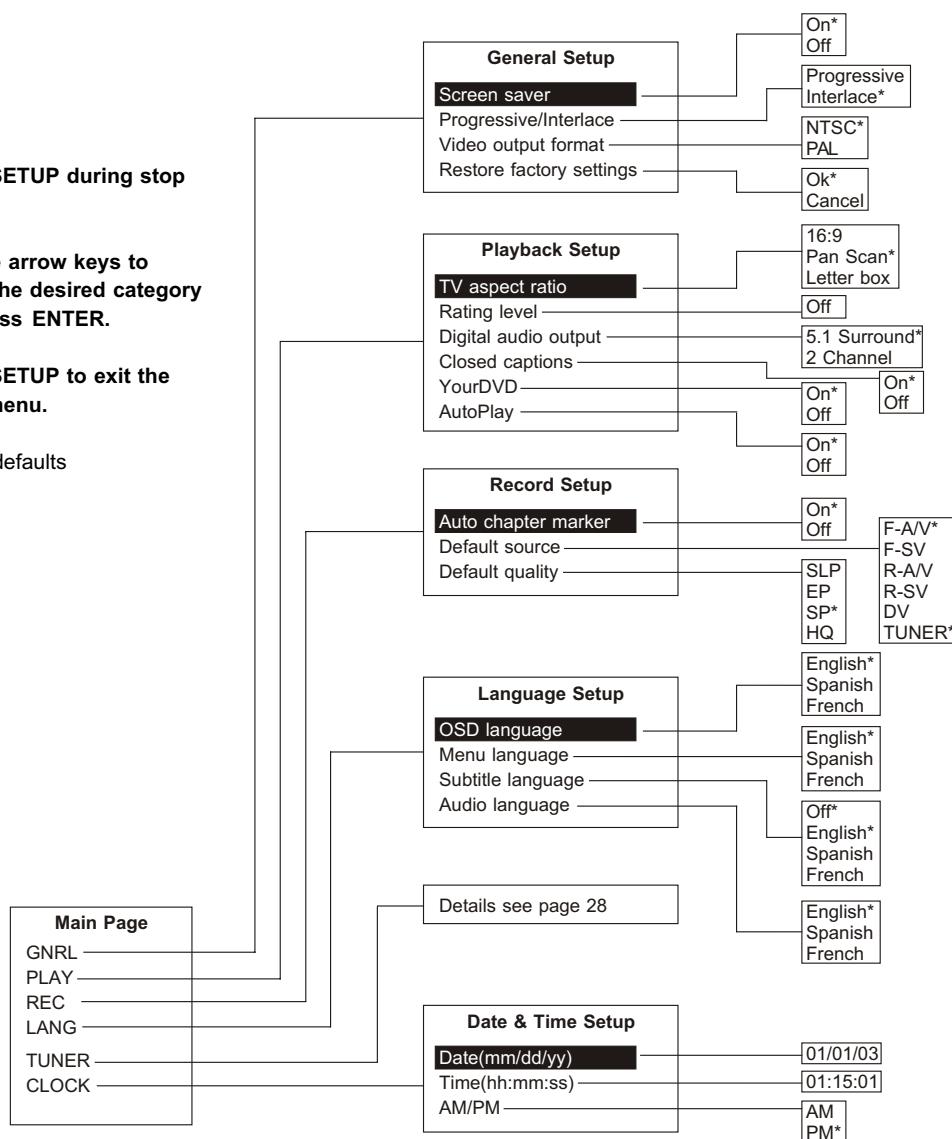 SETUP during stop
arrow keys to
the desired category
ENTER.
SETUP to exit the
defaults
General Setup
Screen saver
Progressive/Interlace
Video output format
Restore factory settings
On*
Off
Progressive
Interlace*
NTSC*
PAL
Ok*
Cancel
Playback Setup
TV aspect ratio
Rating level
Digital audio output
Closed captions
YourDVD
AutoPlay
16:9
Pan Scan*
Letter box
Off
5.1 Surround*
2 Channel
On*
Off
On*
Off
On*
Off
Record Setup
Auto chapter marker
Default source
Default quality
On*
Off
F-A/V*
F-SV
R-A/V
R-SV
DV
TUNER*
SLP
EP
SP*
HQ
Language Setup
OSD language
Menu language
Subtitle language
Audio language
English*
Spanish
French
English*
Spanish
French
Off*
English*
Spanish
French
English*
Spanish
French
Details see page 28
Main Page
GNRL
PLAY
REC
LANG
TUNER
CLOCK
Date & Time Setup
Date(mm/dd/yy)
Time(hh:mm:ss)
AM/PM
01/01/03
01:15:01
AM
PM*